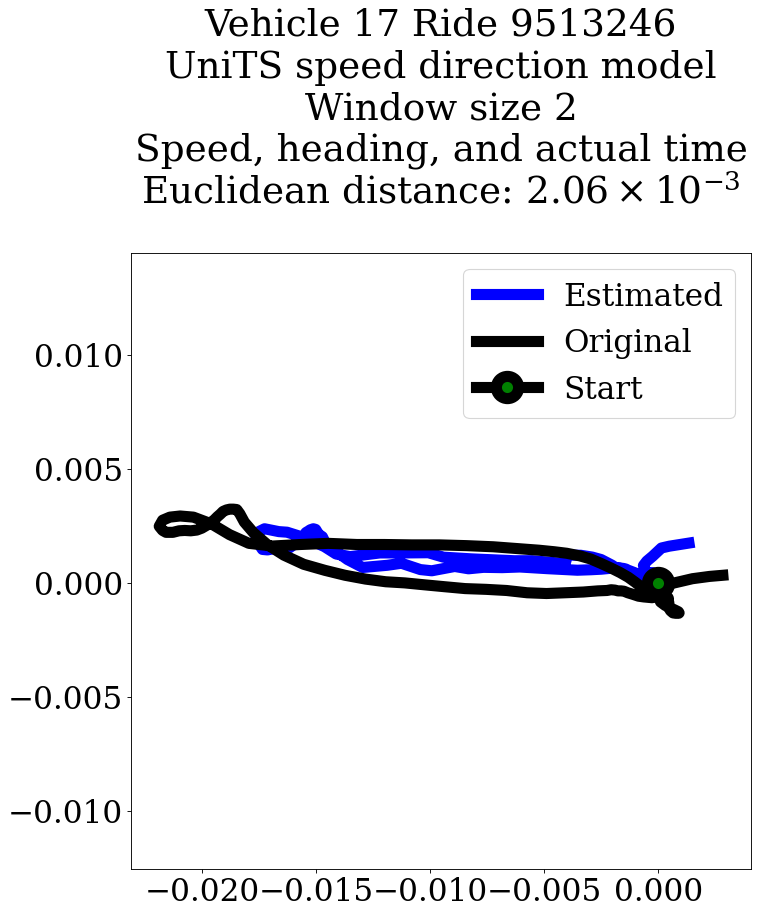 Vehicle 17 Ride 9513246
UniTS speed direction model
Window size 2
Speed, heading, and actual time
Euclidean distance: 2.06 × 10⁻³
Estimated
Original
Start
0.010
0.005
0.000
−0.005
−0.010
−0.020 −0.015 −0.010 −0.005 0.000